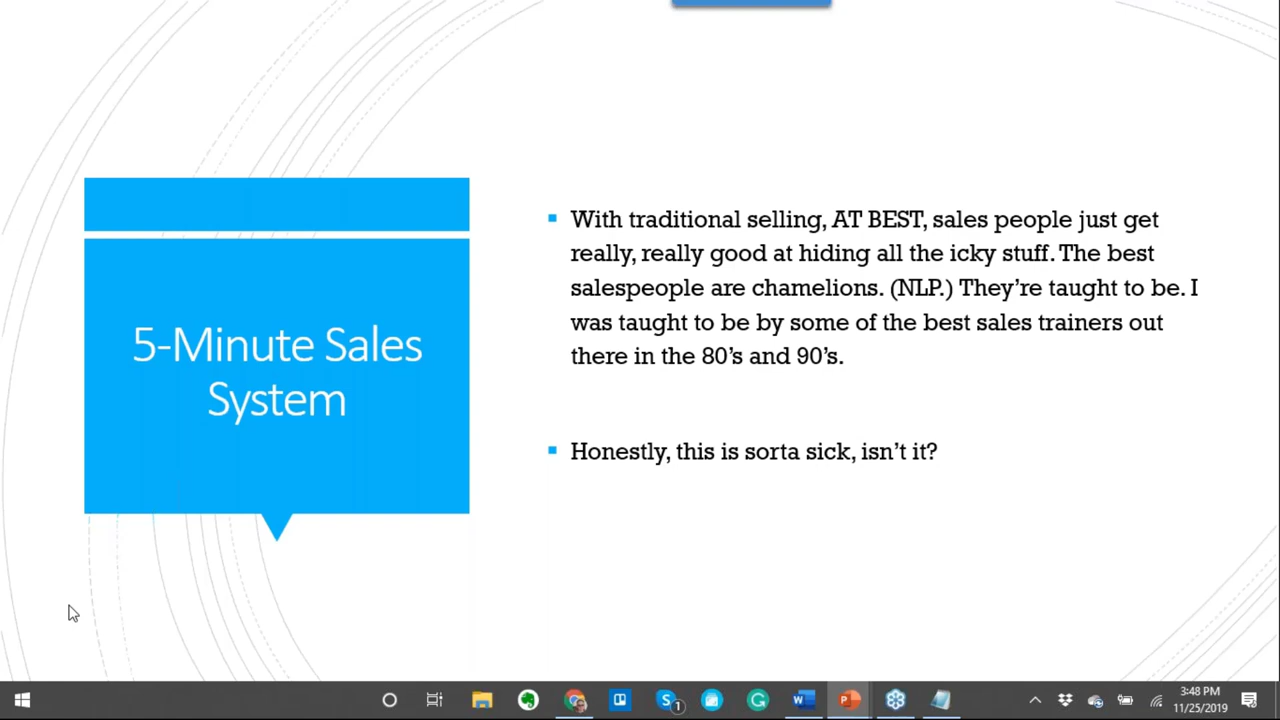 5-Minute Sales
System
With traditional selling, AT BEST, sales people just get
really, really good at hiding all the icky stuff. The best
salespeople are chamelions. (NLP.) They're taught to be. I
was taught to be by some of the best sales trainers out
there in the 80's and 90's.
Honestly, this is sorta sick, isn't it?
1
3:48 PM
11/25/2019